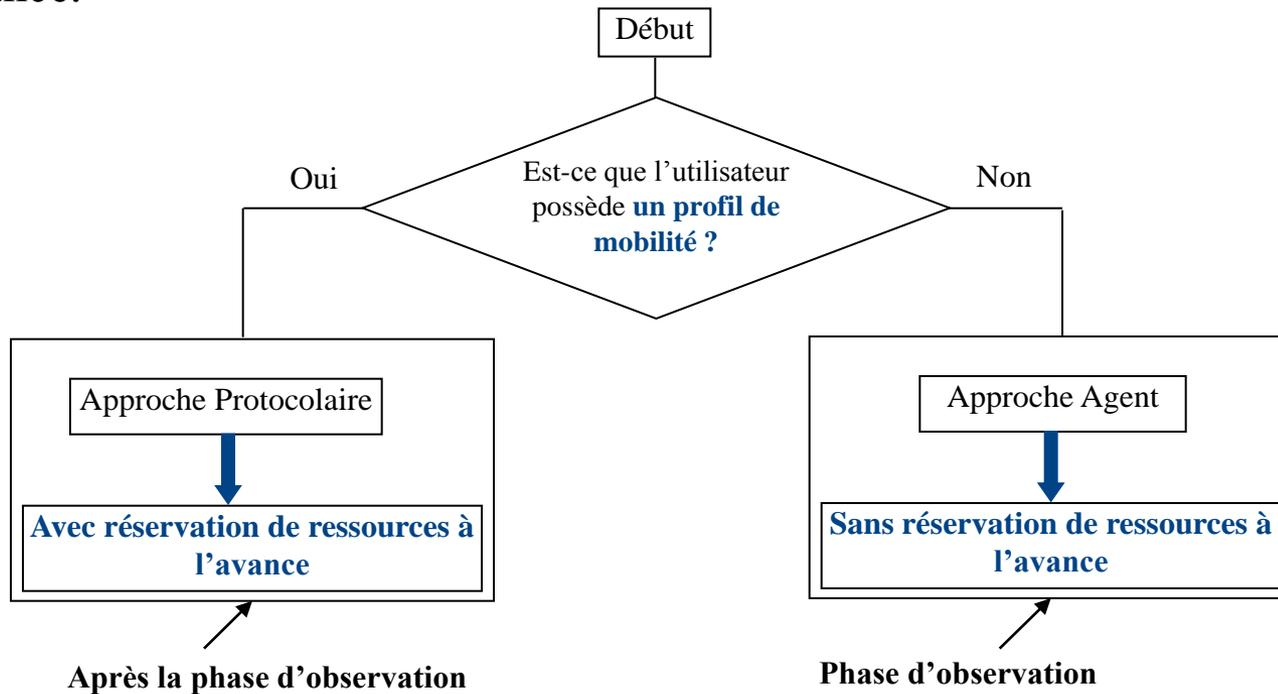 Début
Est-ce que l’utilisateur
possède un profil de
mobilité ?
Oui
Non
Approche Protocolaire
Avec réservation de ressources à
l’avance
Après la phase d’observation
Approche Agent
Sans réservation de ressources à
l’avance
Phase d’observation